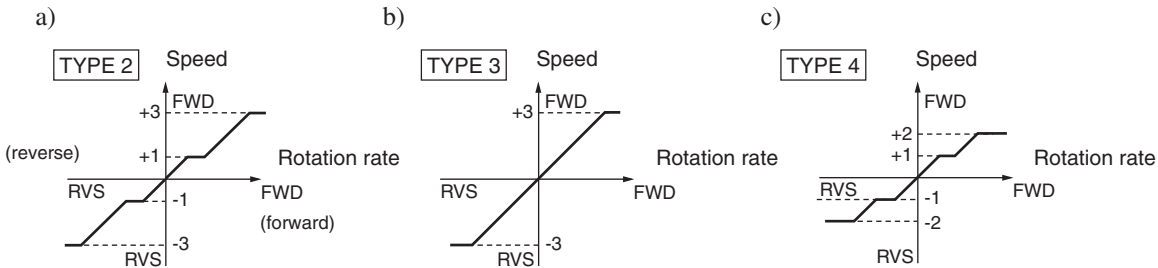 a)
TYPE 2
Speed
FWD
+3
(reverse)
+1
Rotation rate
RVS
FWD
-1
(forward)
-3
RVS
b)
TYPE 3
Speed
FWD
+3
Rotation rate
RVS
FWD
-3
RVS
c)
TYPE 4
Speed
FWD
+2
+1
Rotation rate
RVS
FWD
-1
-2
RVS